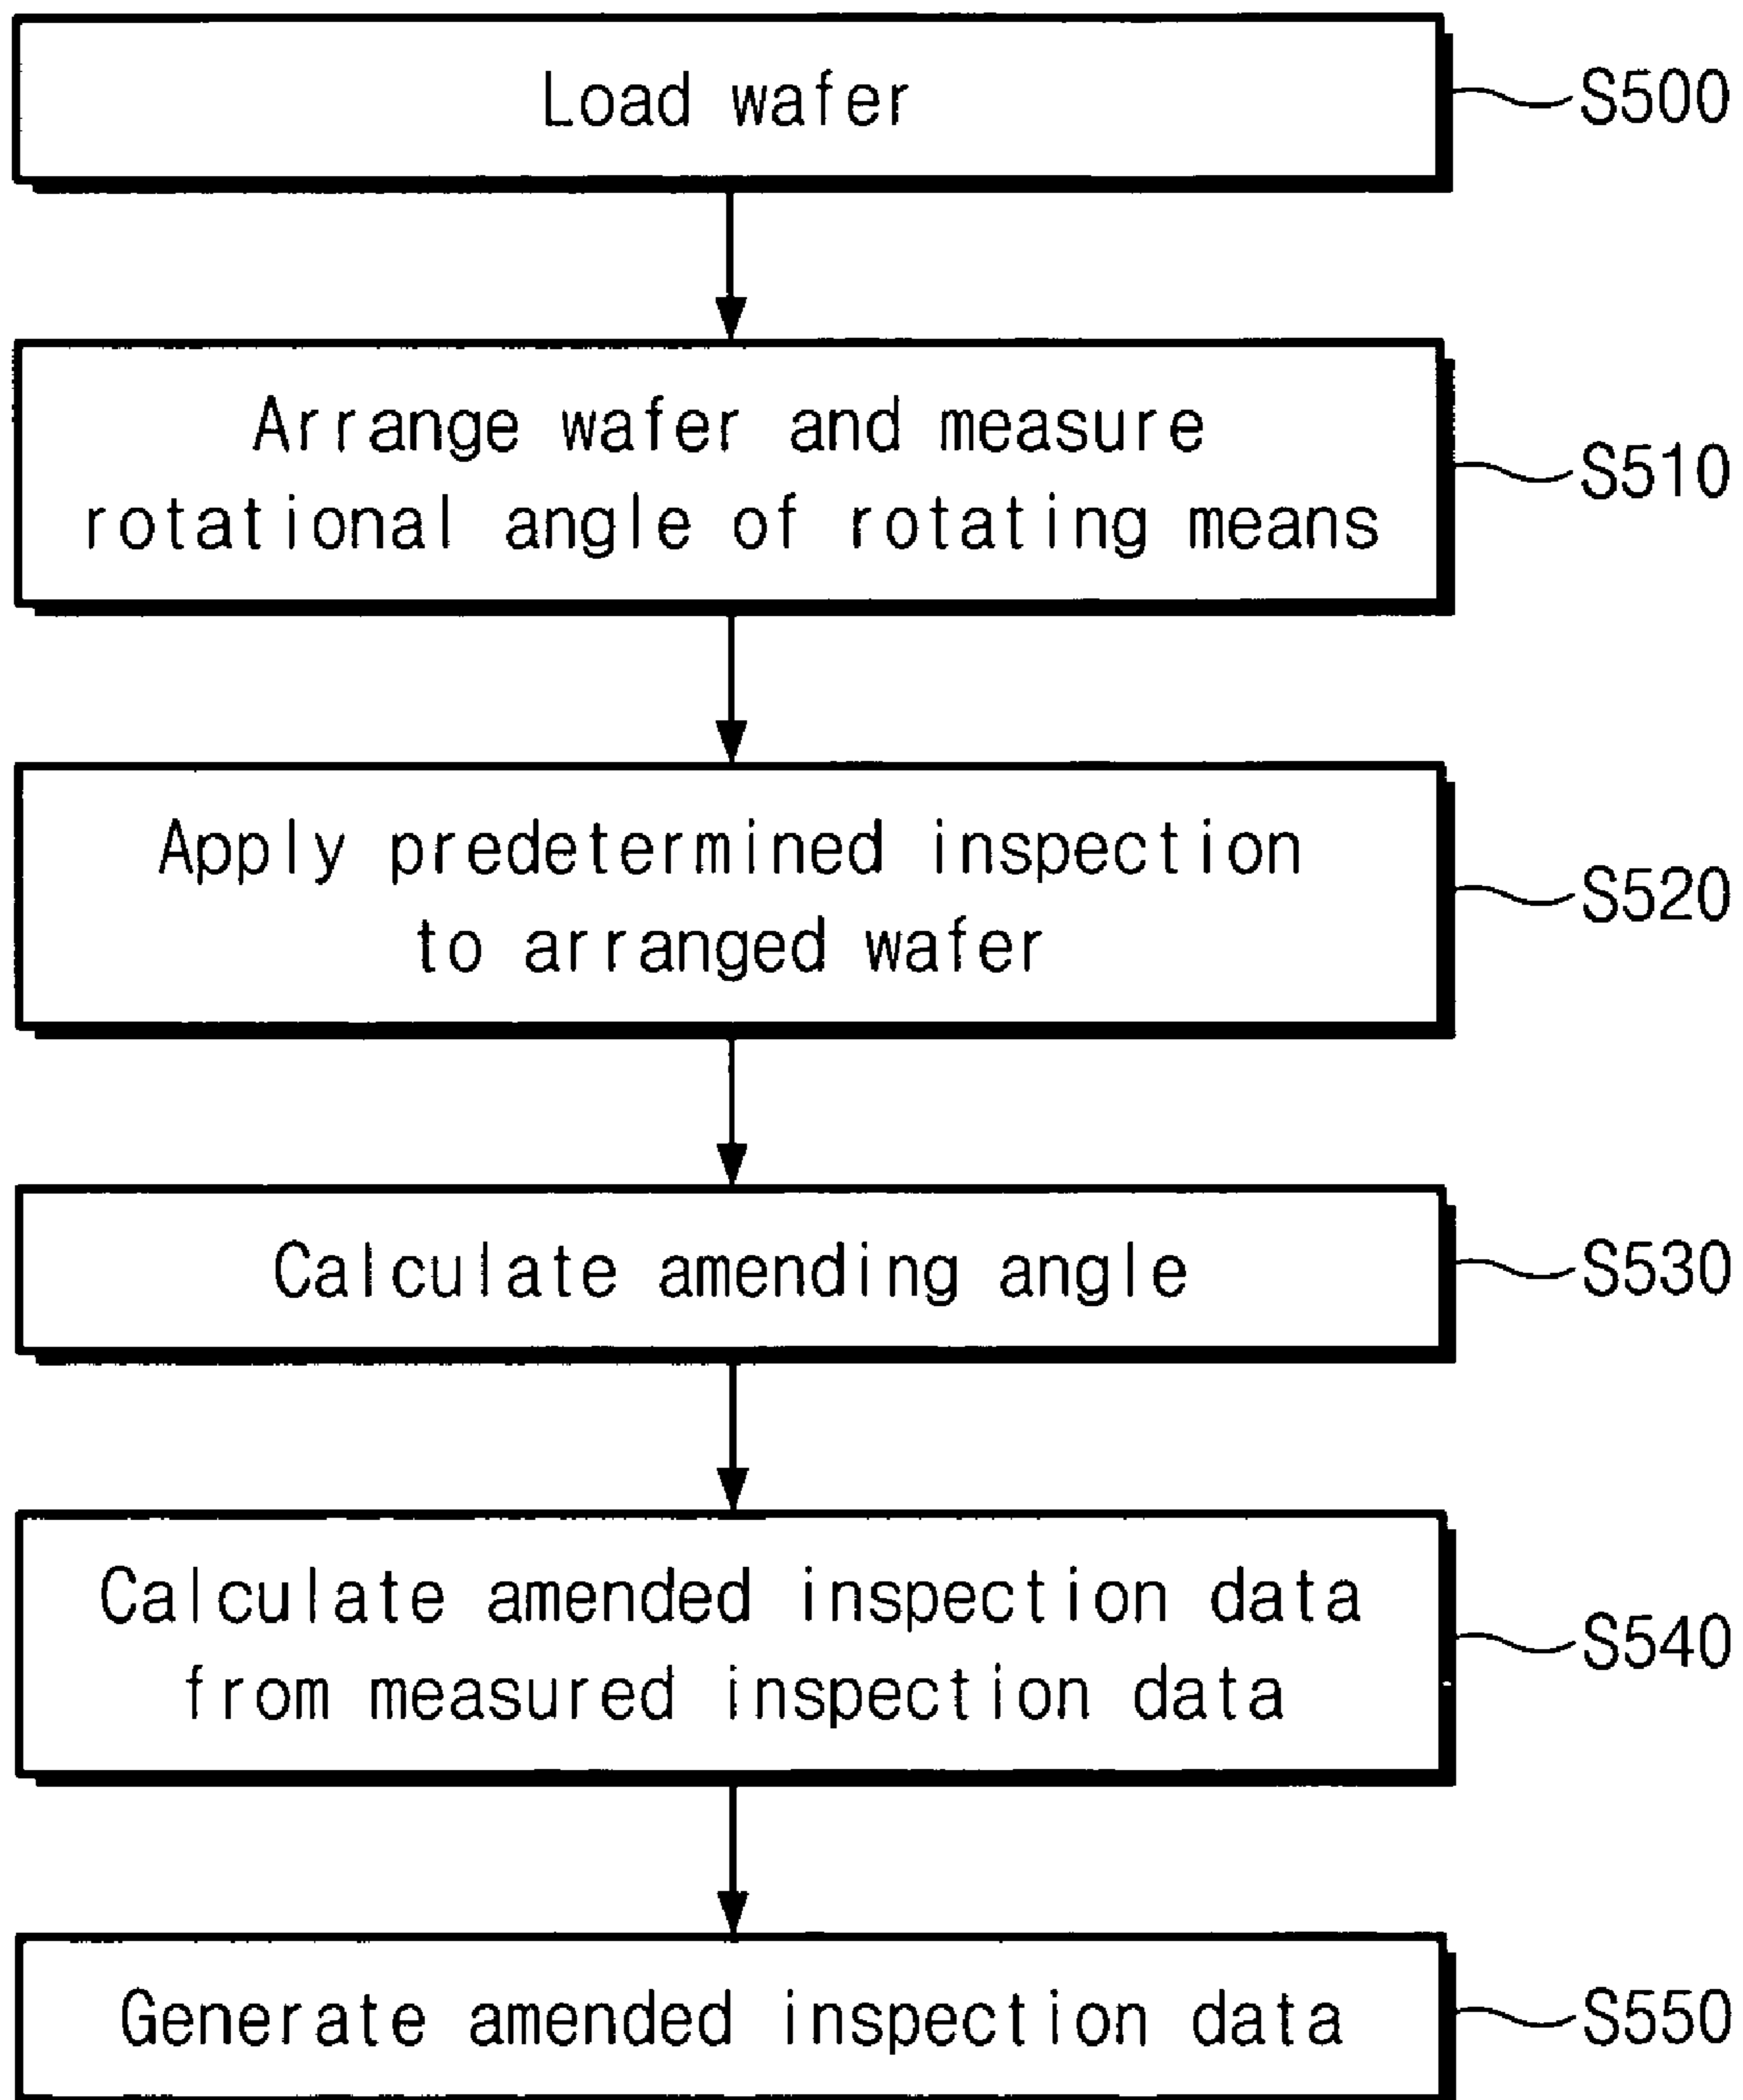 Load wafer
S500
Arrange wafer and measure
rotational angle of rotating means
S510
Apply predetermined inspection
to arranged wafer
S520
Calculate amending angle
S530
Calculate amended inspection data
from measured inspection data
S540
Generate amended inspection data
S550